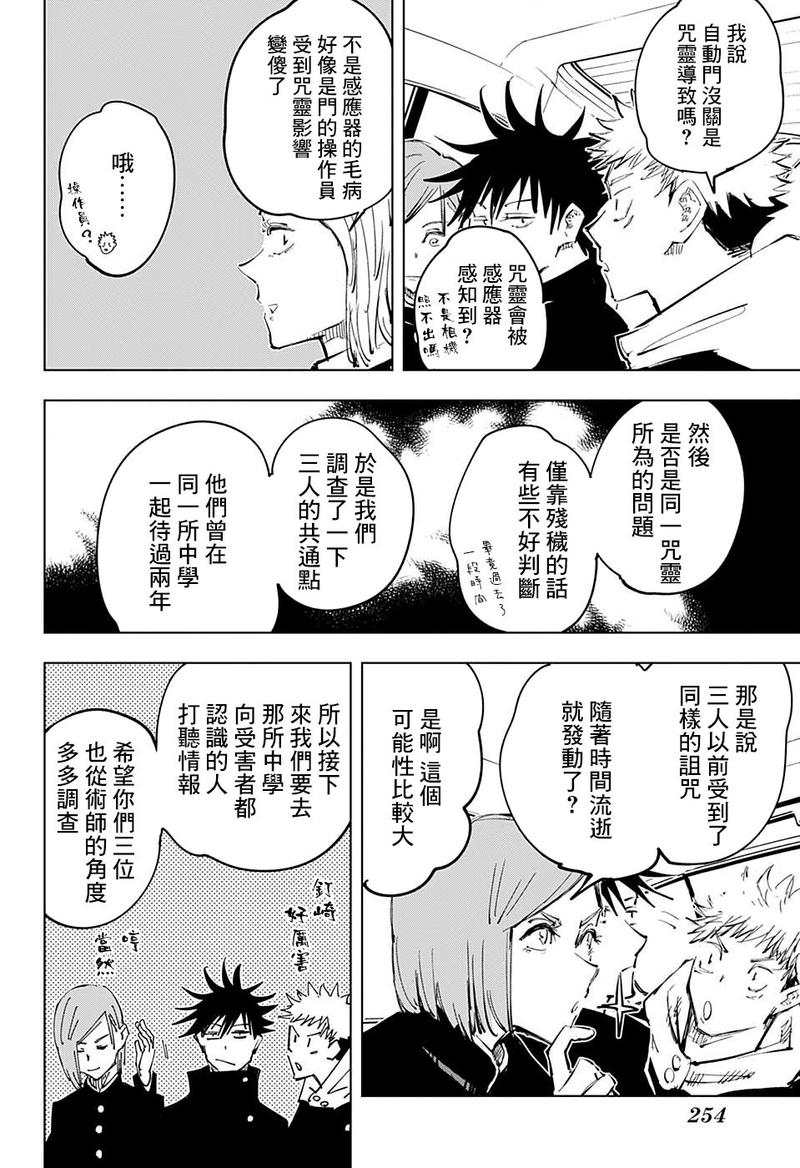 我說
自動門沒關是
咒靈導致嗎？
咒靈會被
感應器
感知到？
不是相機
照不出嗎
不是感應器的毛病
好像是門的操作員
受到咒靈影響
變傻了
哦……
操作員？
然後
是否是同一咒靈
所為的問題
僅靠殘穢的話
有些不好判斷
畢竟過去了
一段時間
於是我們
調查了一下
三人的共通點
他們曾在
同一所中學
一起待過兩年
那是說
三人以前受到了
同樣的詛咒
隨著時間流逝
就發動了？
是啊 這個
可能性比較大
所以接下
來我們要去
那所中學
向受害者都
認識的人
打聽情報
希望你們三位
也從術師的角度
多多調查
釘崎
好厲害
哼
當然
254